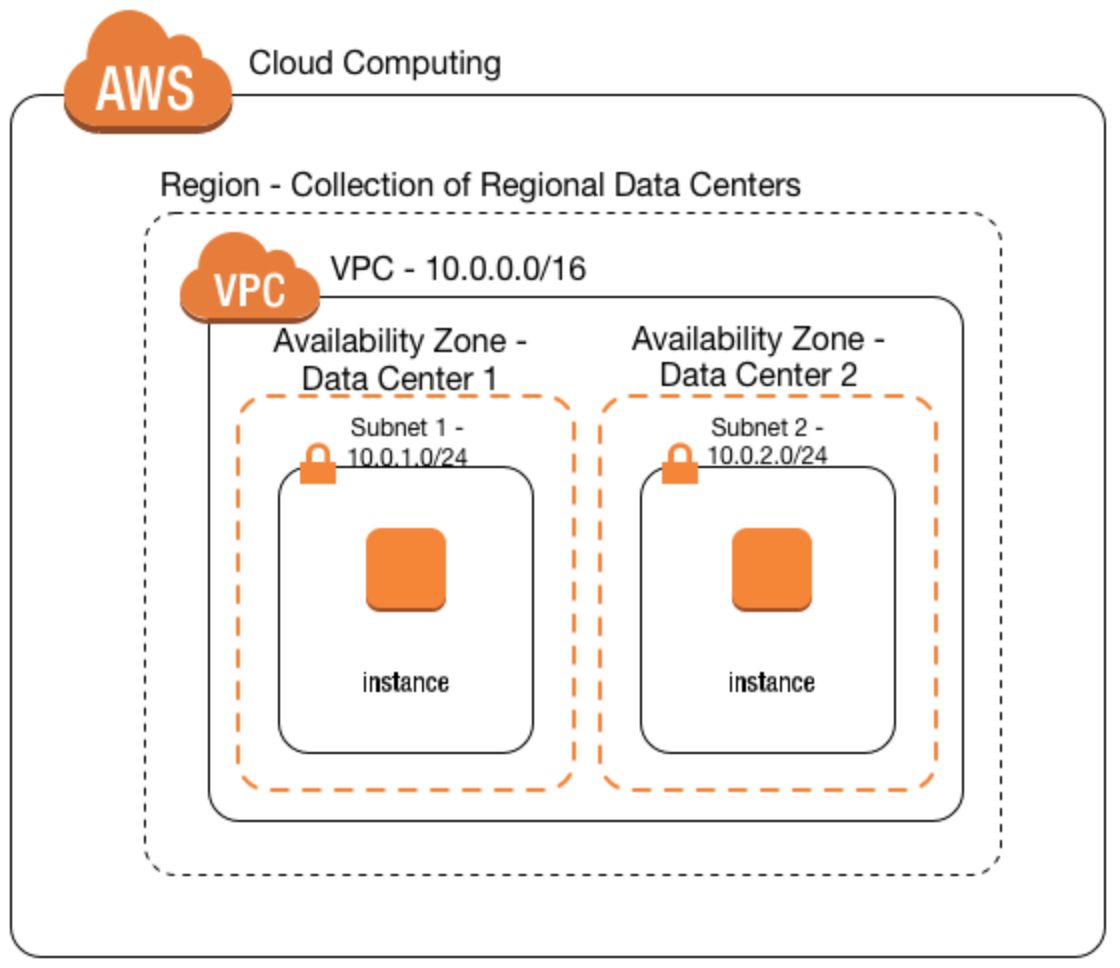 AWS
Cloud Computing
Region - Collection of Regional Data Centers
VPC
VPC - 10.0.0.0/16
Availability Zone -
Data Center 1
Availability Zone -
Data Center 2
Subnet 1 -
10.0.1.0/24
Subnet 2 -
10.0.2.0/24
instance
instance